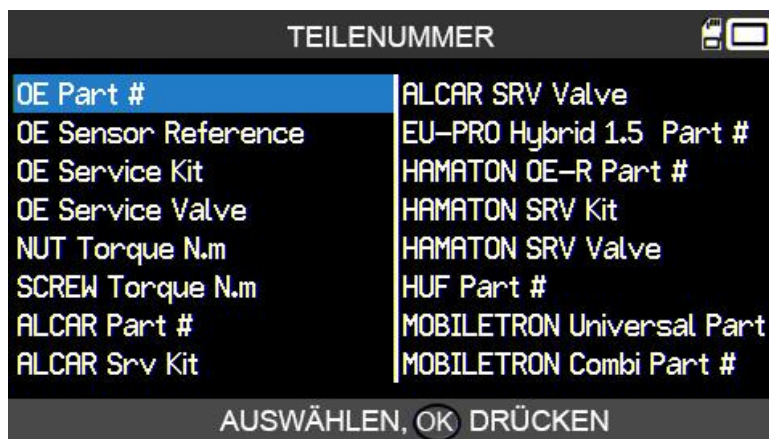 TEILENUMMER
OE Part #
OE Sensor Reference
OE Service Kit
OE Service Valve
NUT Torque N.m
SCREW Torque N.m
ALCAR Part #
ALCAR Srv Kit
ALCAR SRV Valve
EU-PRO Hybrid 1.5 Part #
HAMATON OE-R Part #
HAMATON SRV Kit
HAMATON SRV Valve
HUF Part #
MOBILETRON Universal Part
MOBILETRON Combi Part #
AUSWÄHLEN, OK DRÜCKEN